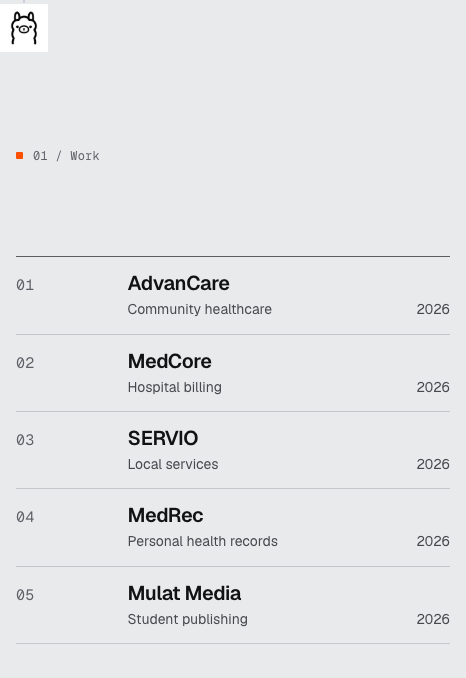 01 / Work
01
AdvanCare
Community healthcare
2026
02
MedCore
Hospital billing
2026
03
SERVIO
Local services
2026
04
MedRec
Personal health records
2026
05
Mulat Media
Student publishing
2026